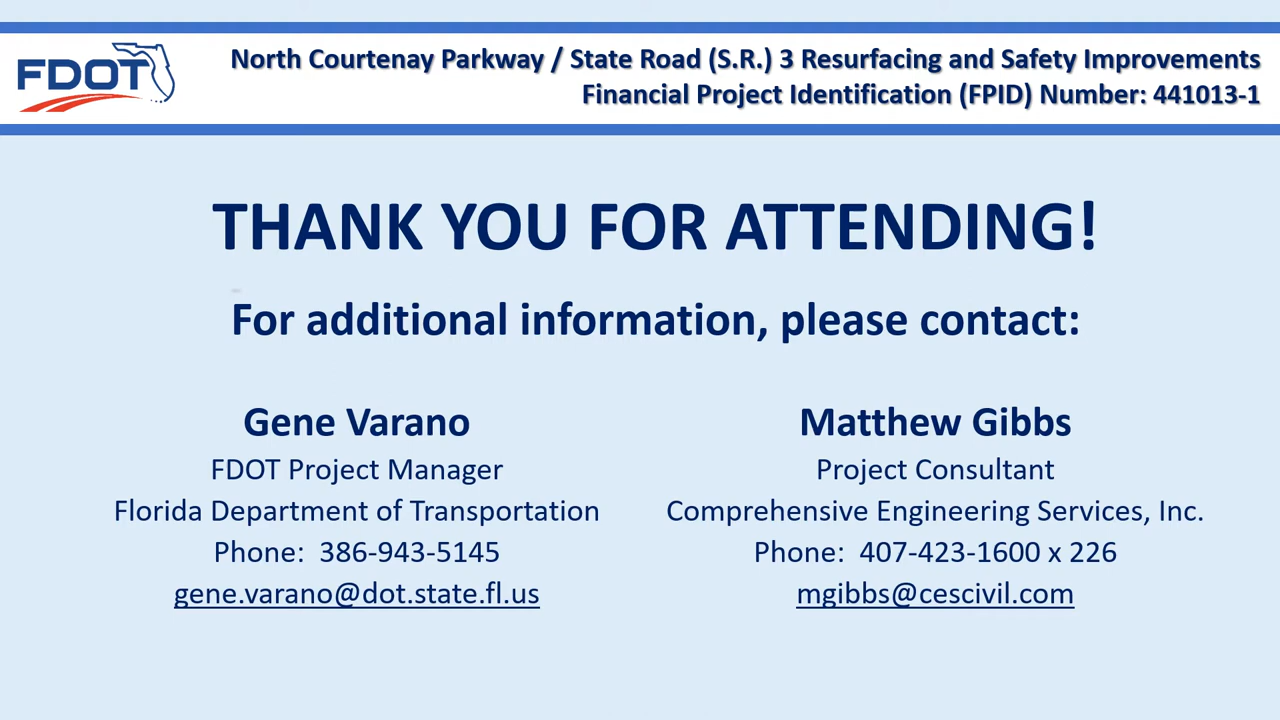 FDOT
North Courtenay Parkway / State Road (S.R.) 3 Resurfacing and Safety Improvements
Financial Project Identification (FPID) Number: 441013-1
THANK YOU FOR ATTENDING!
For additional information, please contact:
Gene Varano
FDOT Project Manager
Florida Department of Transportation
Phone: 386-943-5145
gene.varano@dot.state.fl.us
Matthew Gibbs
Project Consultant
Comprehensive Engineering Services, Inc.
Phone: 407-423-1600 x 226
mgibbs@cescivil.com